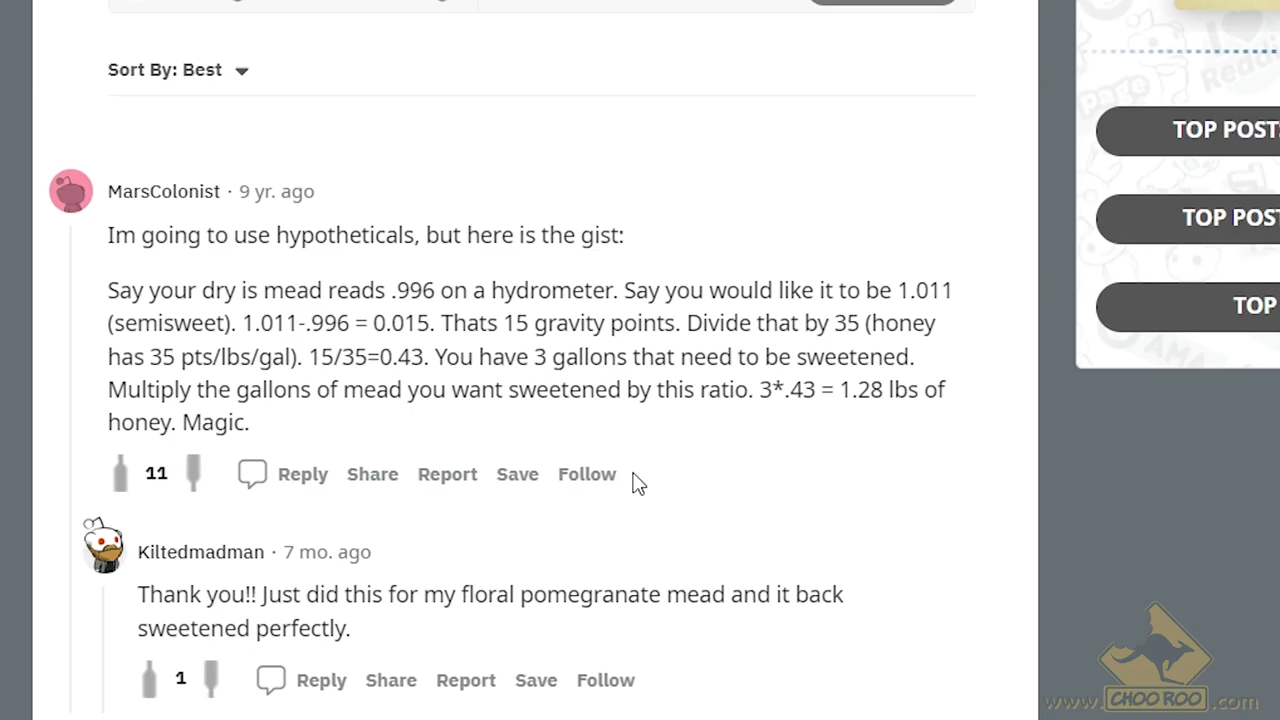 Sort By: Best
MarsColonist · 9 yr. ago
Im going to use hypotheticals, but here is the gist:
Say your dry is mead reads .996 on a hydrometer. Say you would like it to be 1.011
(semisweet). 1.011-.996 = 0.015. Thats 15 gravity points. Divide that by 35 (honey
has 35 pts/lbs/gal). 15/35=0.43. You have 3 gallons that need to be sweetened.
Multiply the gallons of mead you want sweetened by this ratio. 3*.43 = 1.28 lbs of
honey. Magic.
11 Reply Share Report Save Follow
Kiltedmadman · 7 mo. ago
Thank you!! Just did this for my floral pomegranate mead and it back
sweetened perfectly.
1 Reply Share Report Save Follow
page
Reddi
TOP POST
TOP POST
TOP
AMA
www.CHOO ROO.com